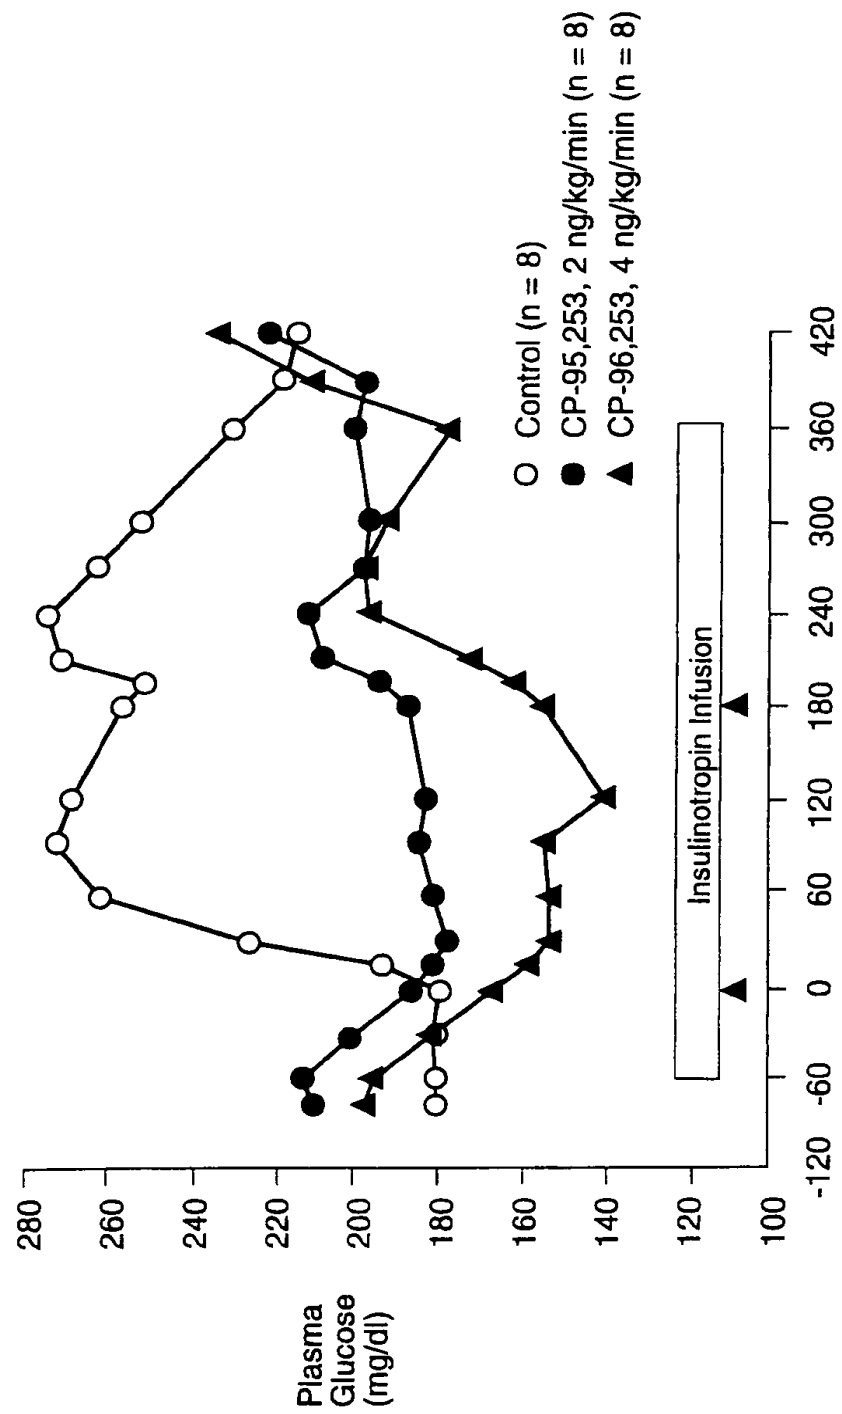 Plasma
Glucose
(mg/dl)
280
260
240
220
200
180
160
140
120
100
-120
-60
0
60
120
180
240
300
360
420
Insulinotropin Infusion
Control (n = 8)
CP-95,253, 2 ng/kg/min (n = 8)
CP-96,253, 4 ng/kg/min (n = 8)